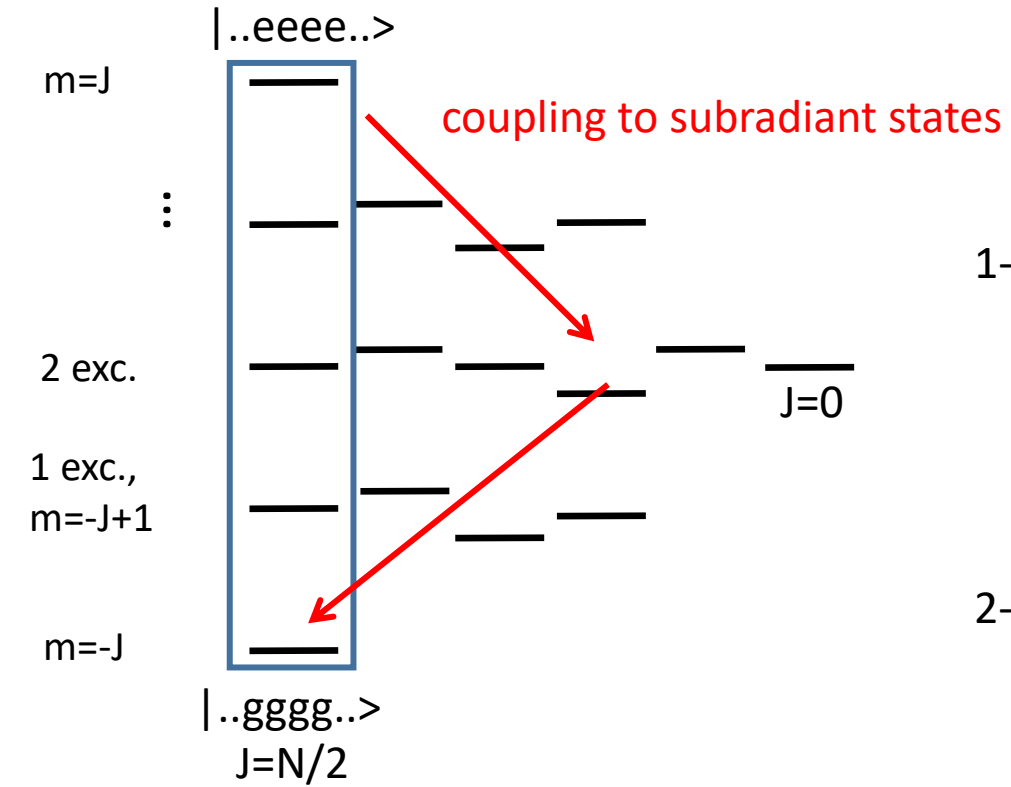 |..eeee..>
m=J
coupling to subradiant states
⋮
1-
2 exc.
J=0
1 exc.,
m=-J+1
2-
m=-J
|..gggg..>
J=N/2